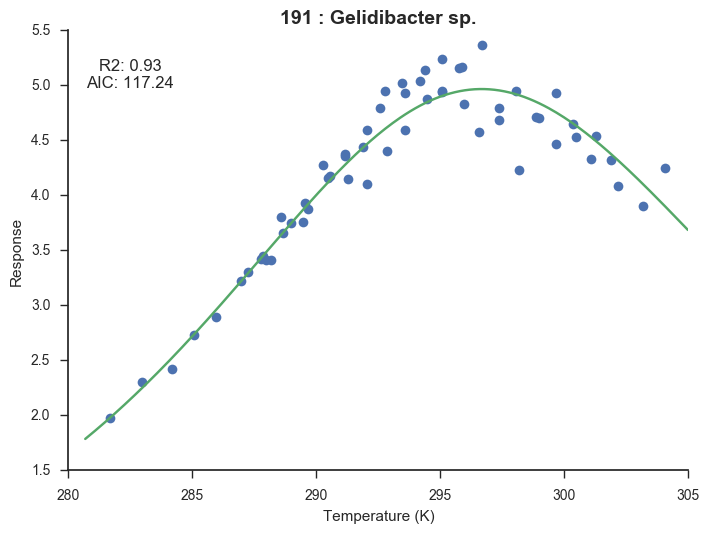 191 : Gelidibacter sp.
R2: 0.93
AIC: 117.24
Response
5.5
5.0
4.5
4.0
3.5
3.0
2.5
2.0
1.5
280 285 290 295 300 305
Temperature (K)